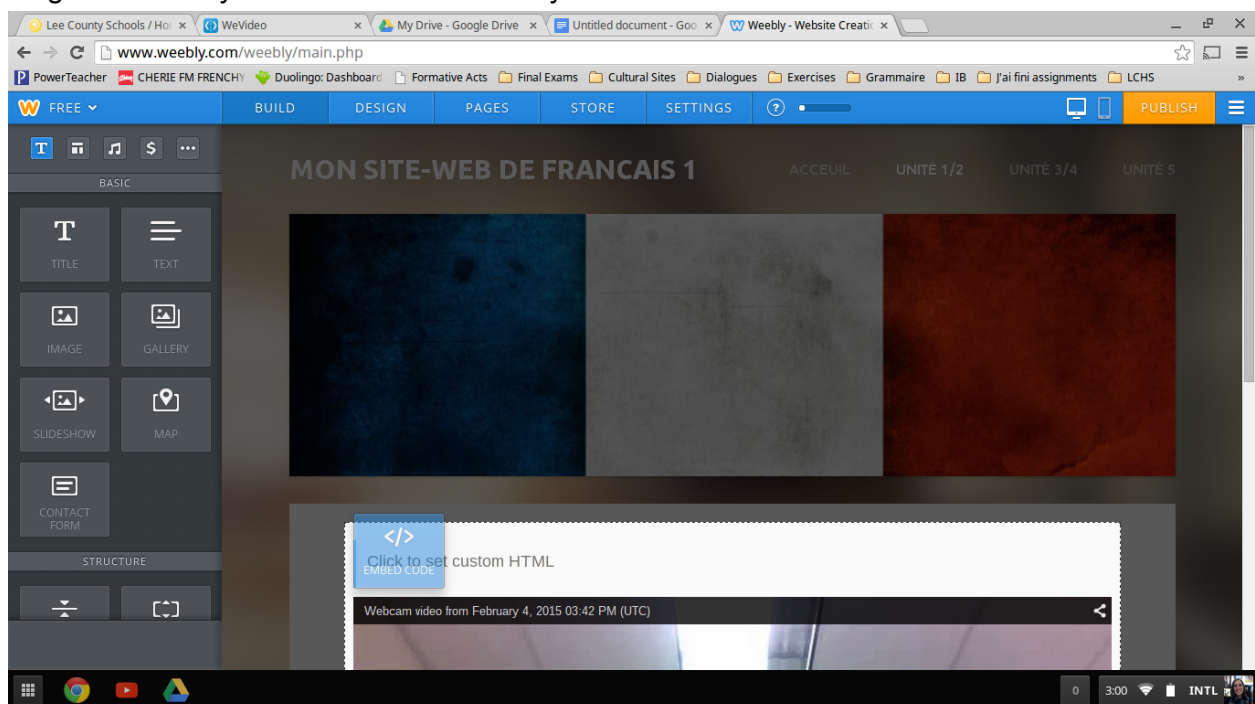 Lee County Schools / Ho
WeVideo
My Drive - Google Drive
Untitled document - Goo
Weebly - Website Creatic
www.weebly.com/weebly/main.php
PowerTeacher CHERIE FM FRENCHY Duolingo: Dashboard Formative Acts Final Exams Cultural Sites Dialogues Exercises Grammaire IB J'ai fini assignments LCHS »
W FREE BUILD DESIGN PAGES STORE SETTINGS ? PUBLISH
T $
BASIC
MON SITE-WEB DE FRANCAIS 1 ACCEUIL UNITÉ 1/2 UNITÉ 3/4 UNITÉ 5
TITLE TEXT
IMAGE GALLERY
SLIDESHOW MAP
CONTACT
FORM
STRUCTURE
</>
Click to set custom HTML
EMBED CODE
Webcam video from February 4, 2015 03:42 PM (UTC)
0 3:00 INTL